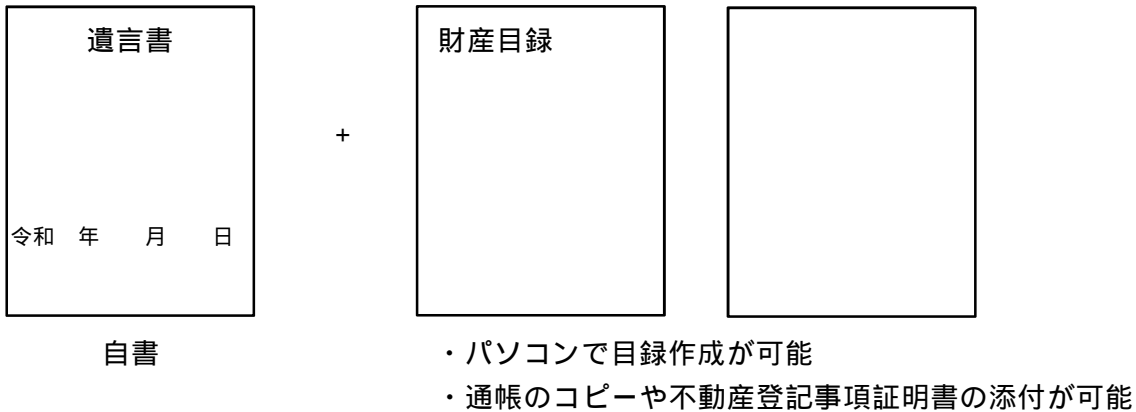 遺言書
令和 年 月 日
自書
+
財産目録
・パソコンで目録作成が可能
・通帳のコピーや不動産登記事項証明書の添付が可能